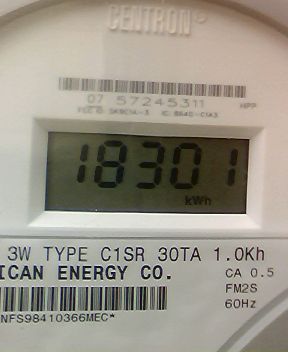 CENTRON®
07 57245311 HPP
18301
kWh
3W TYPE C1SR 30TA 1.0Kh
ICAN ENERGY CO.
CA 0.5
FM2S
60Hz
NFS98410366MEC*